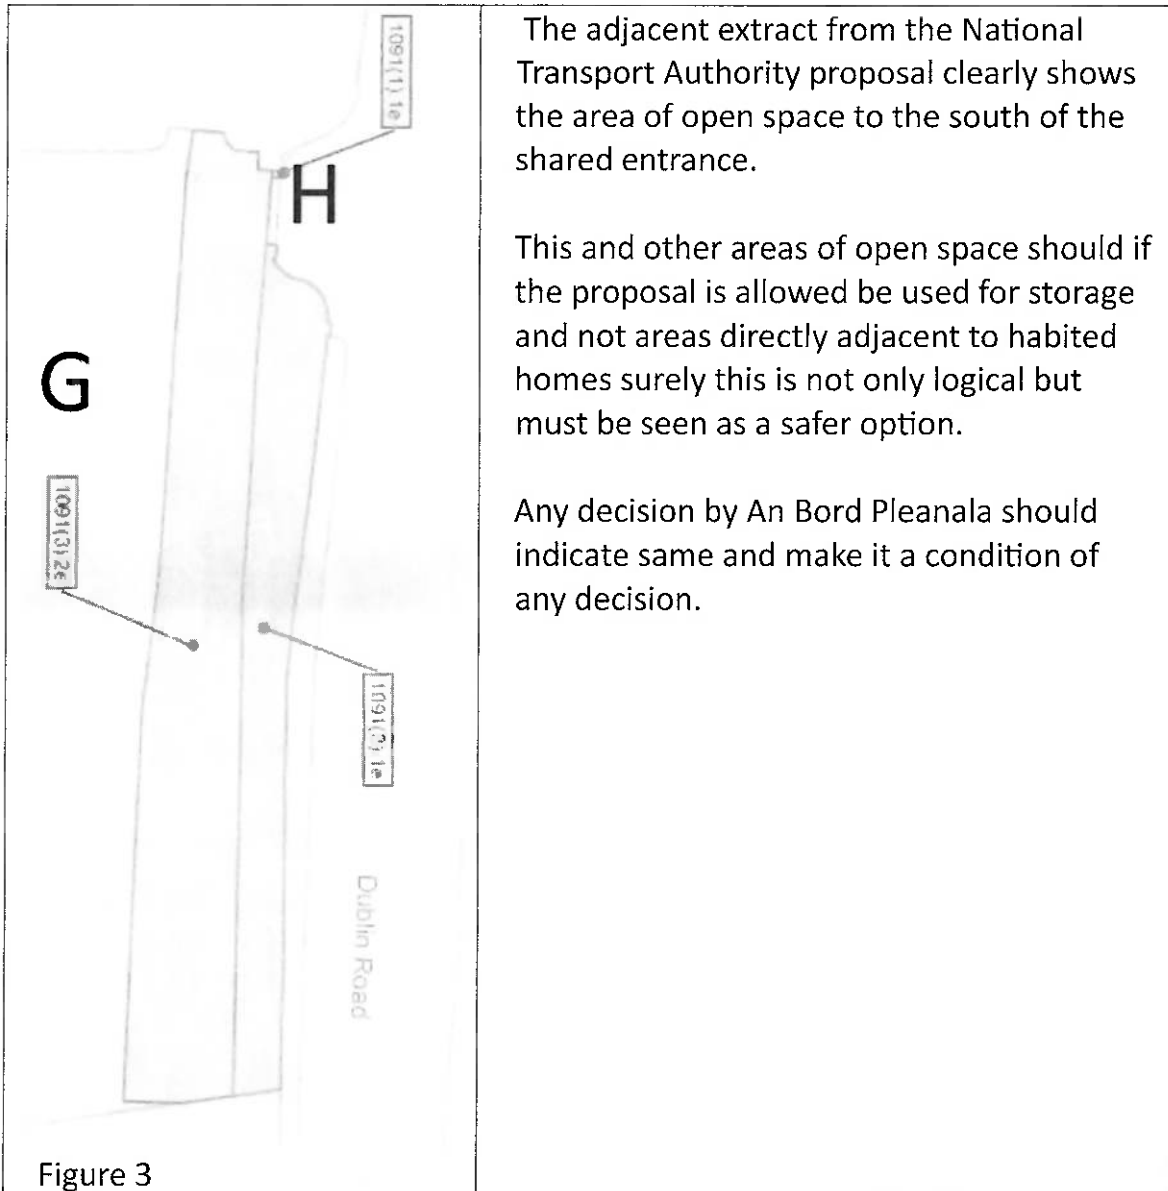 1091(1) 1e
H
G
1091(3) 2e
1091(2) 1e
Dublin Road
Figure 3
The adjacent extract from the National
Transport Authority proposal clearly shows
the area of open space to the south of the
shared entrance.
This and other areas of open space should if
the proposal is allowed be used for storage
and not areas directly adjacent to habited
homes surely this is not only logical but
must be seen as a safer option.
Any decision by An Bord Pleanala should
indicate same and make it a condition of
any decision.